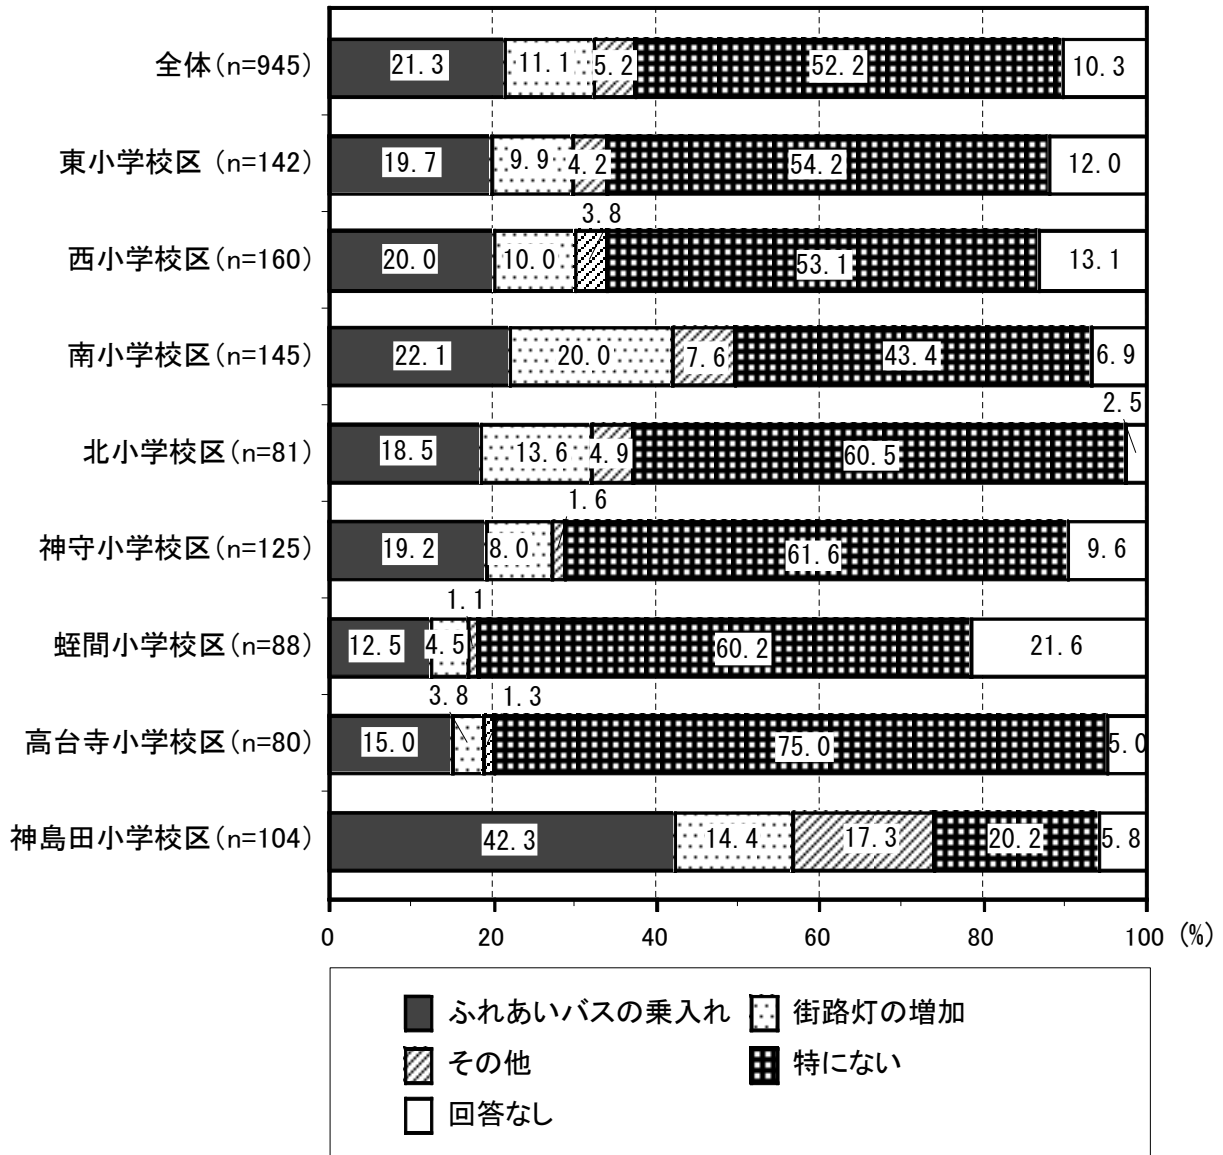 全体(n=945) 21.3 11.1 5.2 52.2 10.3
東小学校区 (n=142) 19.7 9.9 4.2 54.2 12.0
3.8
西小学校区(n=160) 20.0 10.0 53.1 13.1
南小学校区(n=145) 22.1 20.0 7.6 43.4 6.9
2.5
北小学校区(n=81) 18.5 13.6 4.9 60.5
1.6
神守小学校区(n=125) 19.2 8.0 61.6 9.6
1.1
蛭間小学校区(n=88) 12.5 4.5 60.2 21.6
3.8 1.3
高台寺小学校区(n=80) 15.0 75.0 5.0
神島田小学校区(n=104) 42.3 14.4 17.3 20.2 5.8
0 20 40 60 80 100 (%)
ふれあいバスの乗入れ 街路灯の増加
その他 特にない
回答なし